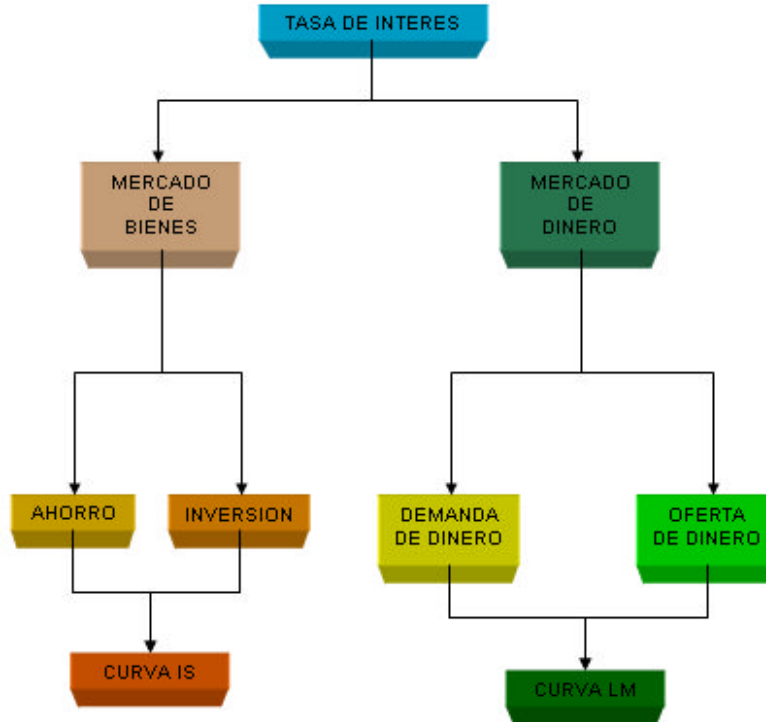 TASA DE INTERES
MERCADO
DE
BIENES
MERCADO
DE
DINERO
AHORRO
INVERSION
DEMANDA
DE DINERO
OFERTA
DE DINERO
CURVA IS
CURVA LM